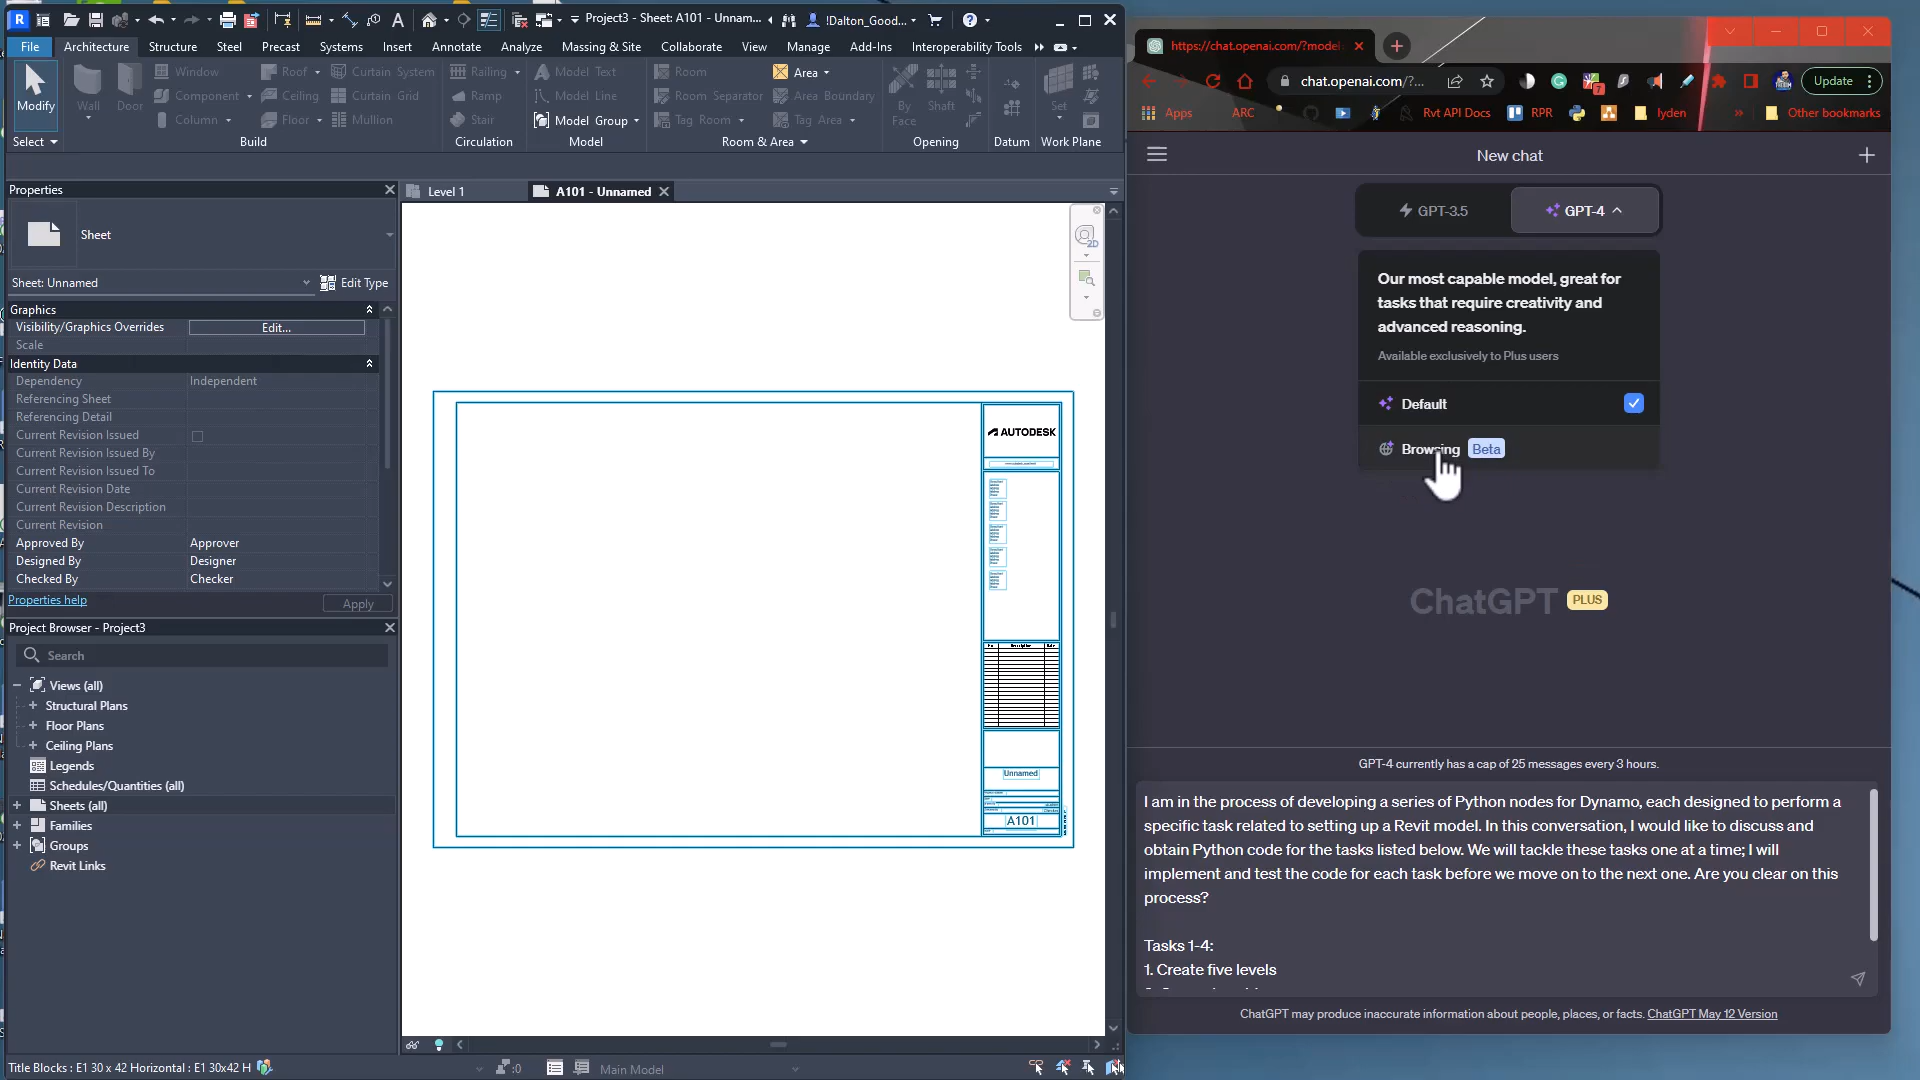 R
Project3 - Sheet: A101 - Unnam...
!Dalton_Good...
File
Architecture
Structure
Steel
Precast
Systems
Insert
Annotate
Analyze
Massing & Site
Collaborate
View
Manage
Add-Ins
Interoperability Tools
Modify
Wall
Door
Window
Component
Column
Roof
Ceiling
Floor
Curtain System
Curtain Grid
Mullion
Railing
Ramp
Stair
Model Text
Model Line
Model Group
Room
Room Separator
Tag Room
Area
Area Boundary
Tag Area
By
Face
Shaft
Set
Select
Build
Circulation
Model
Room & Area
Opening
Datum
Work Plane
Properties
Sheet
Sheet: Unnamed
Edit Type
Graphics
Visibility/Graphics Overrides
Edit...
Scale
Identity Data
Dependency
Independent
Referencing Sheet
Referencing Detail
Current Revision Issued
Current Revision Issued By
Current Revision Issued To
Current Revision Date
Current Revision Description
Current Revision
Approved By
Approver
Designed By
Designer
Checked By
Checker
Properties help
Apply
Project Browser - Project3
Search
Views (all)
Structural Plans
Floor Plans
Ceiling Plans
Legends
Schedules/Quantities (all)
Sheets (all)
Families
Groups
Revit Links
Title Blocks : E1 30 x 42 Horizontal : E1 30x42 H
Level 1
A101 - Unnamed
2D
AUTODESK
No.
Description
Date
Unnamed
A101
:0
Main Model
https://chat.openai.com/?model
chat.openai.com/?...
7
Update
Apps
ARC
Rvt API Docs
RPR
lyden
Other bookmarks
New chat
GPT-3.5
GPT-4
Our most capable model, great for
tasks that require creativity and
advanced reasoning.
Available exclusively to Plus users
Default
Browsing Beta
ChatGPT PLUS
GPT-4 currently has a cap of 25 messages every 3 hours.
I am in the process of developing a series of Python nodes for Dynamo, each designed to perform a
specific task related to setting up a Revit model. In this conversation, I would like to discuss and
obtain Python code for the tasks listed below. We will tackle these tasks one at a time; I will
implement and test the code for each task before we move on to the next one. Are you clear on this
process?
Tasks 1-4:
1. Create five levels
ChatGPT may produce inaccurate information about people, places, or facts. ChatGPT May 12 Version